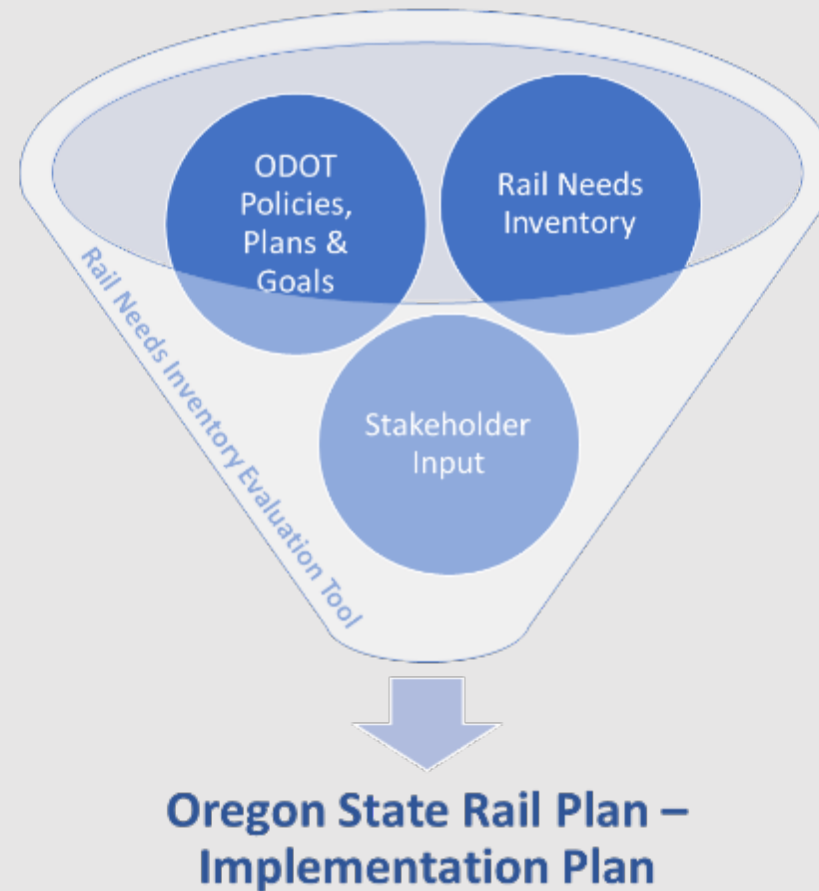 ODOT
Policies,
Plans &
Goals
Rail Needs
Inventory
Stakeholder
Input
Rail Needs Inventory Evaluation Tool
Oregon State Rail Plan –
Implementation Plan